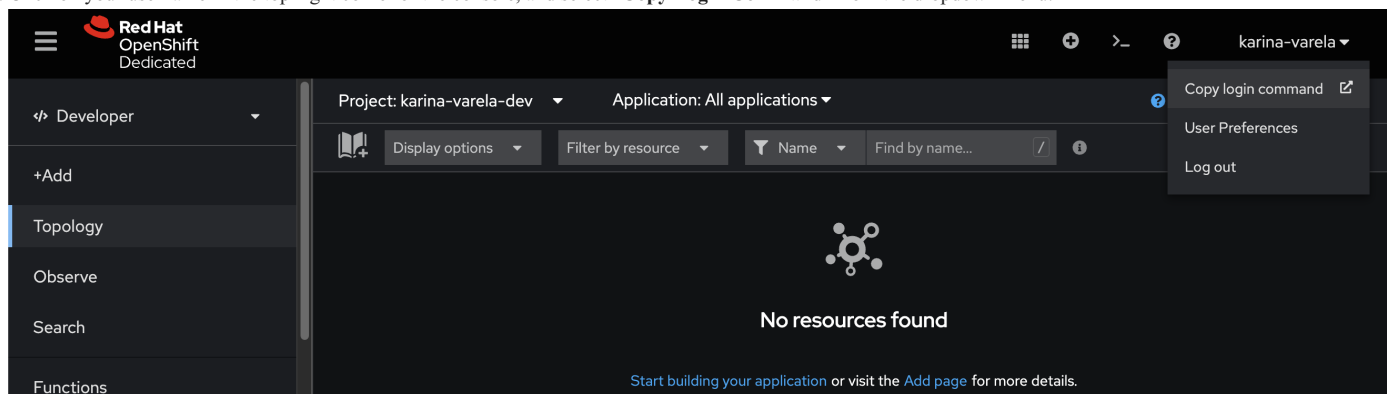 Red Hat
OpenShift
Dedicated
karina-varela
Copy login command
User Preferences
Log out
Developer
+Add
Topology
Observe
Search
Functions
Project: karina-varela-dev Application: All applications
Display options Filter by resource Name Find by name... /
No resources found
Start building your application or visit the Add page for more details.